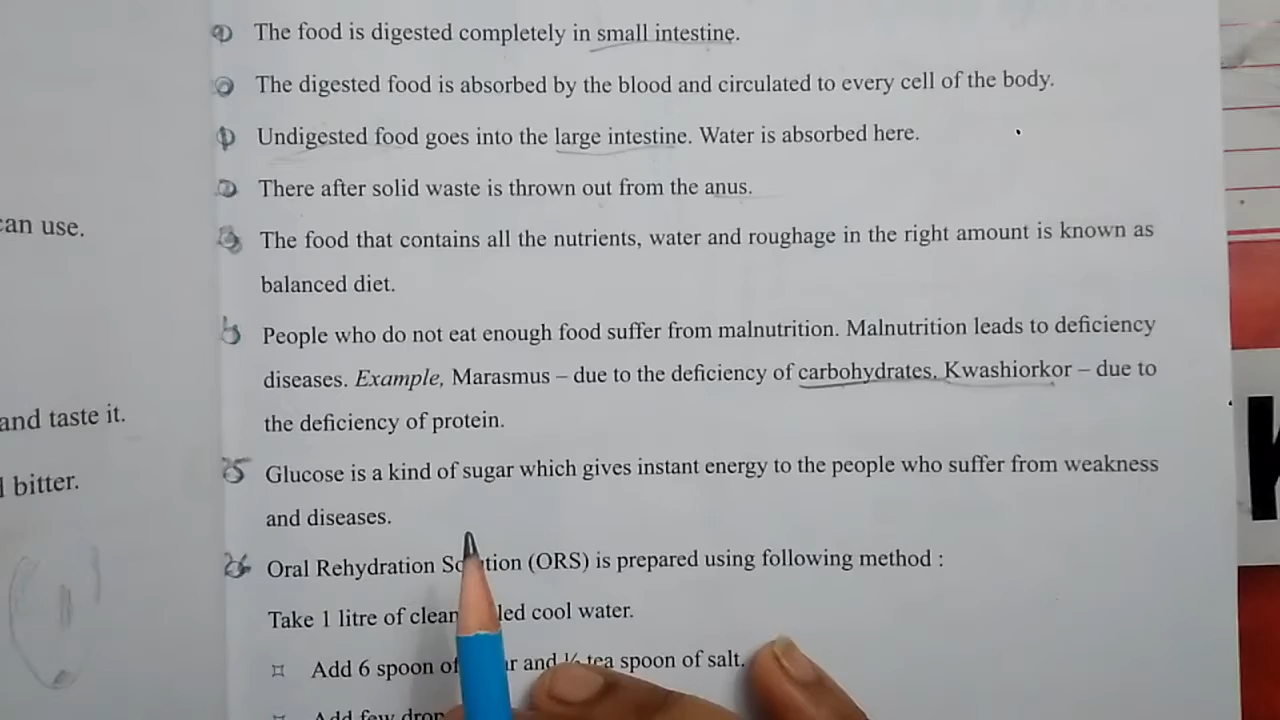 The food is digested completely in small intestine.
The digested food is absorbed by the blood and circulated to every cell of the body.
Undigested food goes into the large intestine. Water is absorbed here.
There after solid waste is thrown out from the anus.
can use.
The food that contains all the nutrients, water and roughage in the right amount is known as
balanced diet.
People who do not eat enough food suffer from malnutrition. Malnutrition leads to deficiency
diseases. Example, Marasmus – due to the deficiency of carbohydrates. Kwashiorkor – due to
and taste it.
the deficiency of protein.
Glucose is a kind of sugar which gives instant energy to the people who suffer from weakness
bitter.
and diseases.
Oral Rehydration Solution (ORS) is prepared using following method :
Take 1 litre of clean cool water.
Add 6 spoon of and ½ tea spoon of salt.
Add few